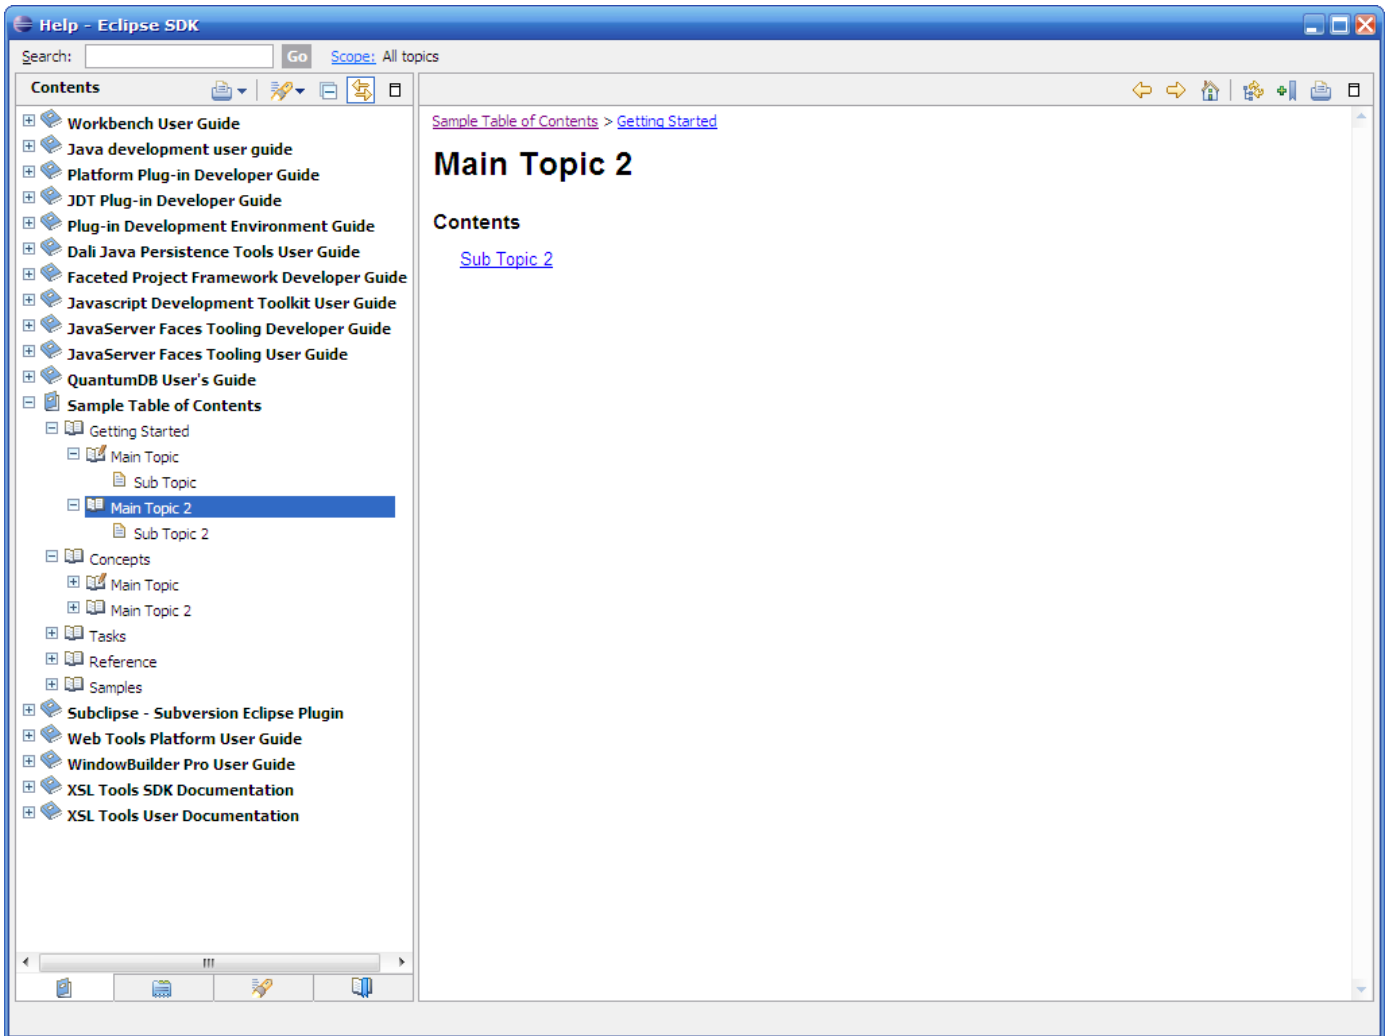 Help - Eclipse SDK
Search: Go Scope: All topics
Contents
Workbench User Guide
Java development user guide
Platform Plug-in Developer Guide
JDT Plug-in Developer Guide
Plug-in Development Environment Guide
Dali Java Persistence Tools User Guide
Faceted Project Framework Developer Guide
Javascript Development Toolkit User Guide
JavaServer Faces Tooling Developer Guide
JavaServer Faces Tooling User Guide
QuantumDB User's Guide
Sample Table of Contents
Getting Started
Main Topic
Sub Topic
Main Topic 2
Sub Topic 2
Concepts
Main Topic
Main Topic 2
Tasks
Reference
Samples
Subclipse - Subversion Eclipse Plugin
Web Tools Platform User Guide
WindowBuilder Pro User Guide
XSL Tools SDK Documentation
XSL Tools User Documentation
Sample Table of Contents > Getting Started
Main Topic 2
Contents
Sub Topic 2